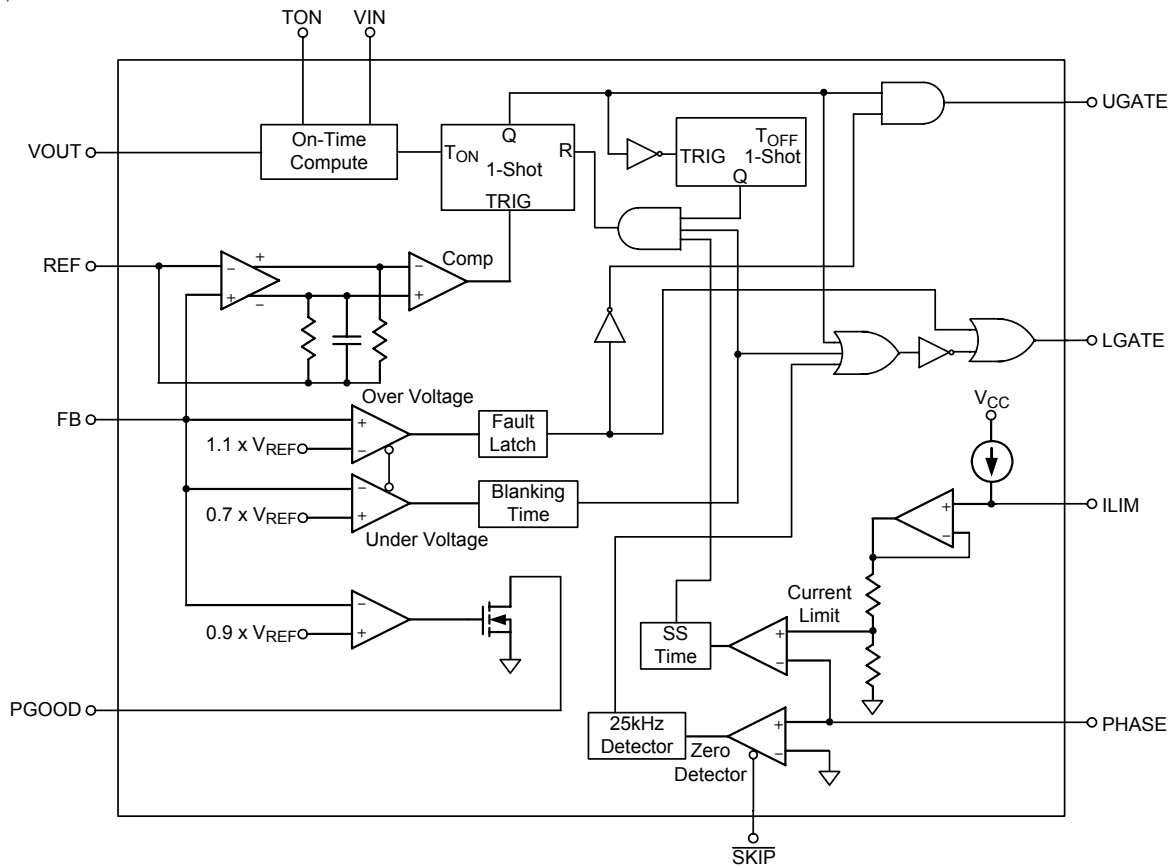 TON VIN
UGATE
VOUT
On-Time
Compute
Q
TON
R
1-Shot
TRIG
TOFF
TRIG 1-Shot
Q
REF
− + + −
Comp
− +
LGATE
FB
Over Voltage
+ −
1.1 x VREF
Fault
Latch
VCC
− +
0.7 x VREF
Under Voltage
Blanking
Time
+ −
ILIM
− +
0.9 x VREF
Current
Limit
+ −
SS
Time
PGOOD
25kHz
Detector
Zero
Detector
+ −
PHASE
SKIP